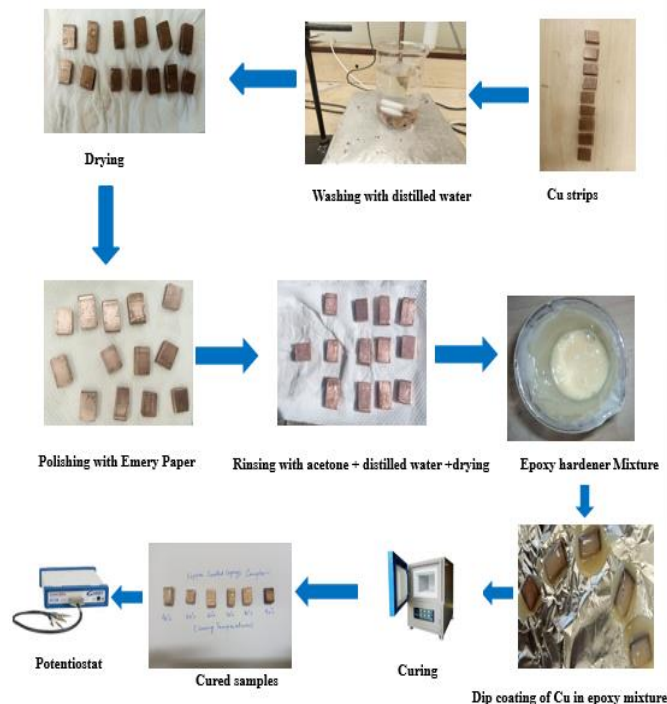 Cu strips
Washing with distilled water
Drying
Polishing with Emery Paper
Rinsing with acetone + distilled water +drying
Epoxy hardener Mixture
Dip coating of Cu in epoxy mixture
Curing
Cured samples
Potentiostat